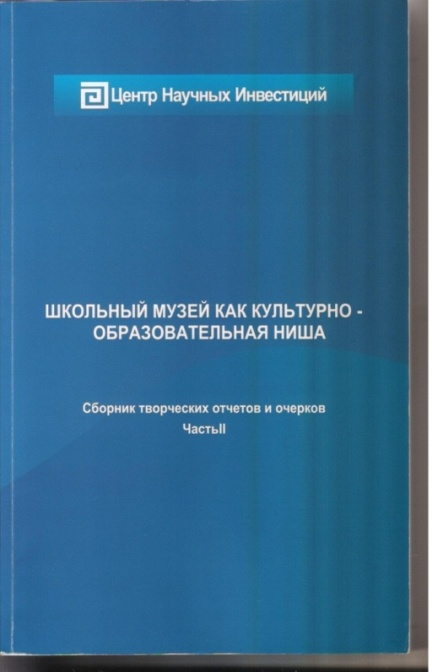 Центр Научных Инвестиций
ШКОЛЬНЫЙ МУЗЕЙ КАК КУЛЬТУРНО -
ОБРАЗОВАТЕЛЬНАЯ НИША
Сборник творческих отчетов и очерков
ЧастьII